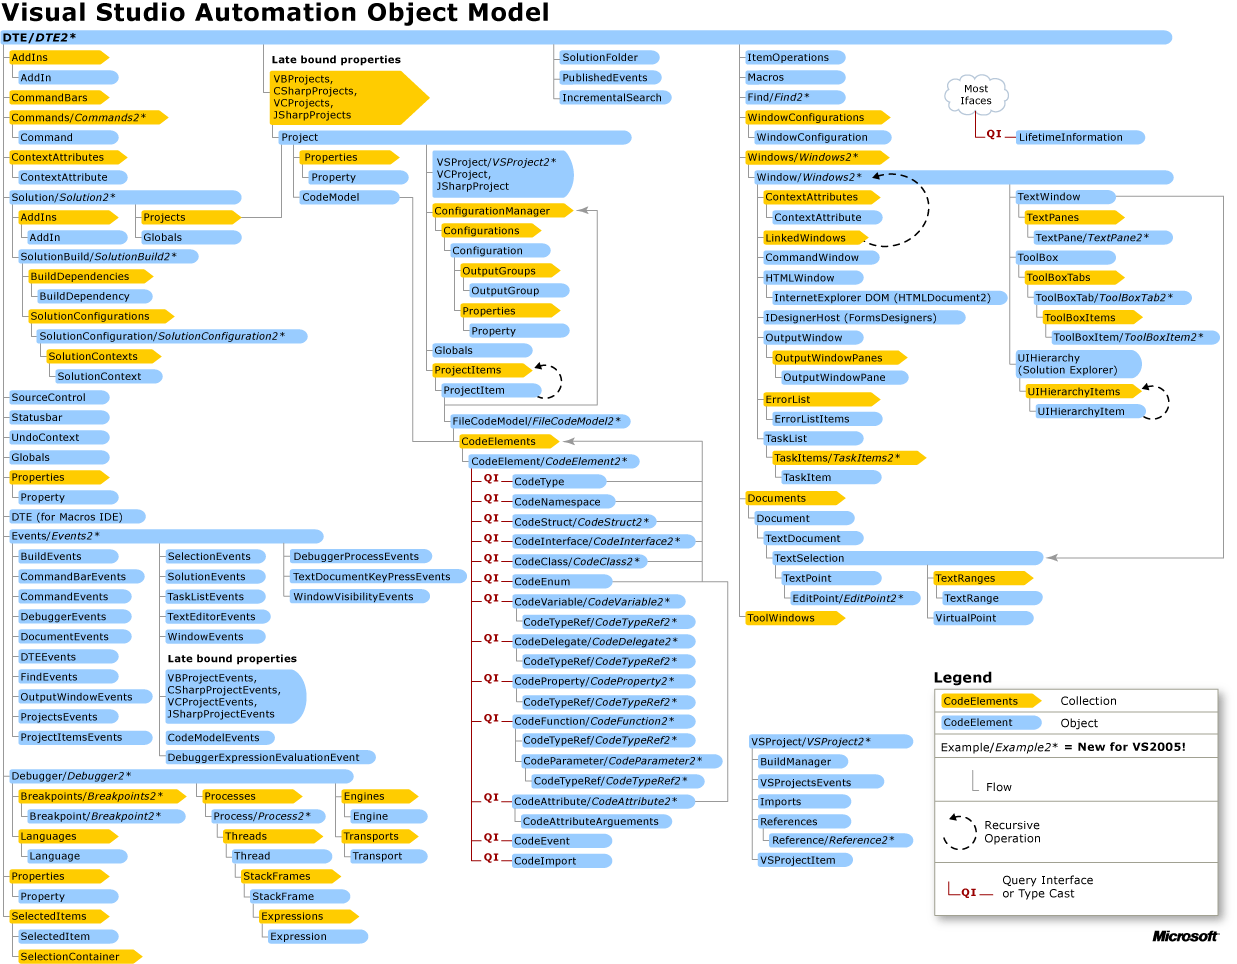 Visual Studio Automation Object Model
DTE/DTE2*
AddIns
AddIn
CommandBars
Commands/Commands2*
Command
ContextAttributes
ContextAttribute
Solution/Solution2*
AddIns
AddIn
Projects
Globals
SolutionBuild/SolutionBuild2*
BuildDependencies
BuildDependency
SolutionConfigurations
SolutionConfiguration/SolutionConfiguration2*
SolutionContexts
SolutionContext
SourceControl
Statusbar
UndoContext
Globals
Properties
Property
DTE (for Macros IDE)
Events/Events2*
BuildEvents
CommandBarEvents
CommandEvents
DebuggerEvents
DocumentEvents
DTEEvents
FindEvents
OutputWindowEvents
ProjectsEvents
ProjectItemsEvents
SelectionEvents
SolutionEvents
TaskListEvents
TextEditorEvents
WindowEvents
Late bound properties
VBProjectEvents,
CSharpProjectEvents,
VCProjectEvents,
JSharpProjectEvents
CodeModelEvents
DebuggerExpressionEvaluationEvent
DebuggerProcessEvents
TextDocumentKeyPressEvents
WindowVisibilityEvents
Debugger/Debugger2*
Breakpoints/Breakpoints2*
Breakpoint/Breakpoint2*
Languages
Language
Processes
Process/Process2*
Threads
Thread
StackFrames
StackFrame
Expressions
Expression
Engines
Engine
Transports
Transport
Properties
Property
SelectedItems
SelectedItem
SelectionContainer
Late bound properties
VBProjects,
CSharpProjects,
VCProjects,
JSharpProjects
Project
Properties
Property
CodeModel
VSProject/VSProject2*
VCProject,
JSharpProject
ConfigurationManager
Configurations
Configuration
OutputGroups
OutputGroup
Properties
Property
Globals
ProjectItems
ProjectItem
FileCodeModel/FileCodeModel2*
CodeElements
CodeElement/CodeElement2*
QI CodeType
QI CodeNamespace
QI CodeStruct/CodeStruct2*
QI CodeInterface/CodeInterface2*
QI CodeClass/CodeClass2*
QI CodeEnum
QI CodeVariable/CodeVariable2*
CodeTypeRef/CodeTypeRef2*
QI CodeDelegate/CodeDelegate2*
CodeTypeRef/CodeTypeRef2*
QI CodeProperty/CodeProperty2*
CodeTypeRef/CodeTypeRef2*
QI CodeFunction/CodeFunction2*
CodeTypeRef/CodeTypeRef2*
CodeParameter/CodeParameter2*
CodeTypeRef/CodeTypeRef2*
QI CodeAttribute/CodeAttribute2*
CodeAttributeArguements
QI CodeEvent
QI CodeImport
SolutionFolder
PublishedEvents
IncrementalSearch
ItemOperations
Macros
Find/Find2*
WindowConfigurations
WindowConfiguration
Windows/Windows2*
Window/Windows2*
ContextAttributes
ContextAttribute
LinkedWindows
CommandWindow
HTMLWindow
InternetExplorer DOM (HTMLDocument2)
IDesignerHost (FormsDesigners)
OutputWindow
OutputWindowPanes
OutputWindowPane
ErrorList
ErrorListItems
TaskList
TaskItems/TaskItems2*
TaskItem
TextWindow
TextPanes
TextPane/TextPane2*
ToolBox
ToolBoxTabs
ToolBoxTab/ToolBoxTab2*
ToolBoxItems
ToolBoxItem/ToolBoxItem2*
UIHierarchy
(Solution Explorer)
UIHierarchyItems
UIHierarchyItem
Documents
Document
TextDocument
TextSelection
TextPoint
EditPoint/EditPoint2*
TextRanges
TextRange
VirtualPoint
ToolWindows
Most
Ifaces
QI LifetimeInformation
VSProject/VSProject2*
BuildManager
VSProjectsEvents
Imports
References
Reference/Reference2*
VSProjectItem
Legend
CodeElements Collection
CodeElement Object
Example/Example2* = New for VS2005!
Flow
Recursive
Operation
QI Query Interface
or Type Cast
Microsoft